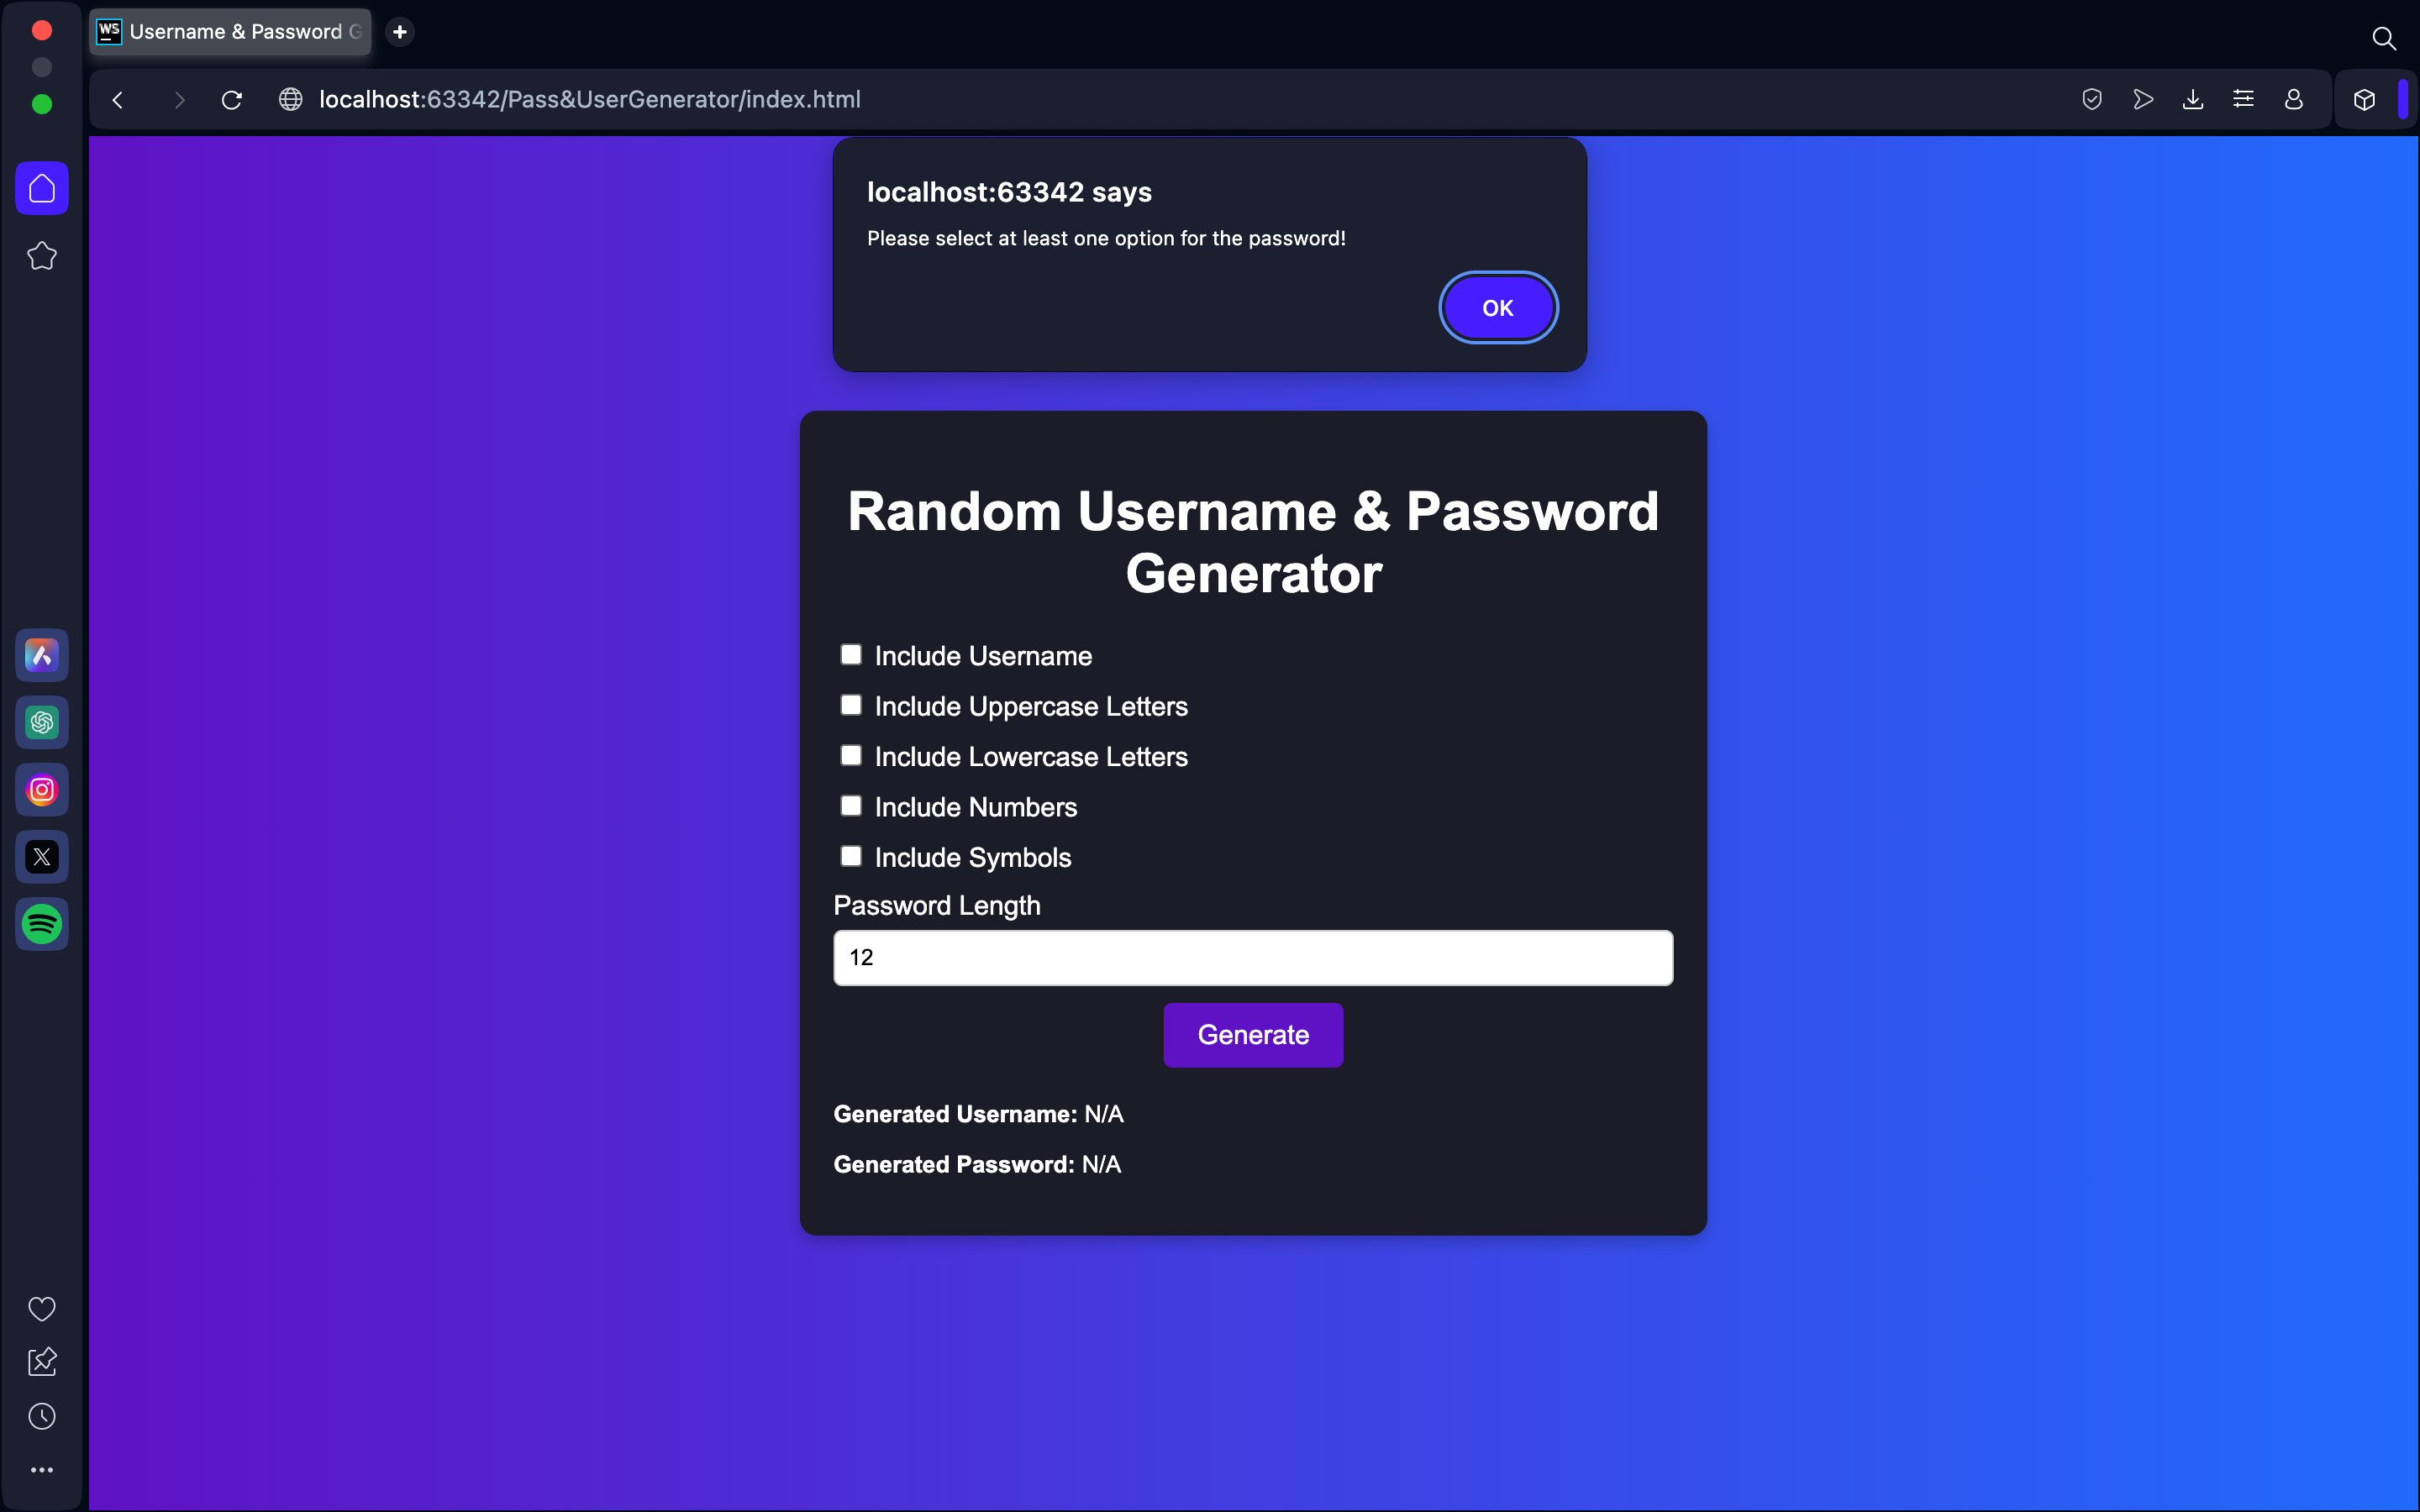 WS Username & Password G
localhost:63342/Pass&UserGenerator/index.html
localhost:63342 says
Please select at least one option for the password!
OK
Random Username & Password
Generator
Include Username
Include Uppercase Letters
Include Lowercase Letters
Include Numbers
Include Symbols
Password Length
12
Generate
Generated Username: N/A
Generated Password: N/A